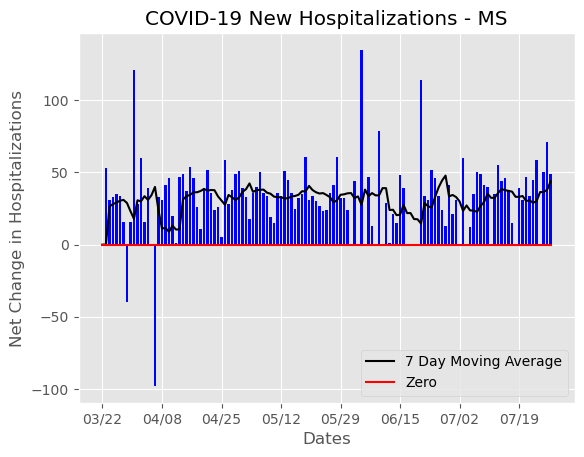 COVID-19 New Hospitalizations - MS
Net Change in Hospitalizations
100
50
0
−50
−100
7 Day Moving Average
Zero
03/22 04/08 04/25 05/12 05/29 06/15 07/02 07/19
Dates